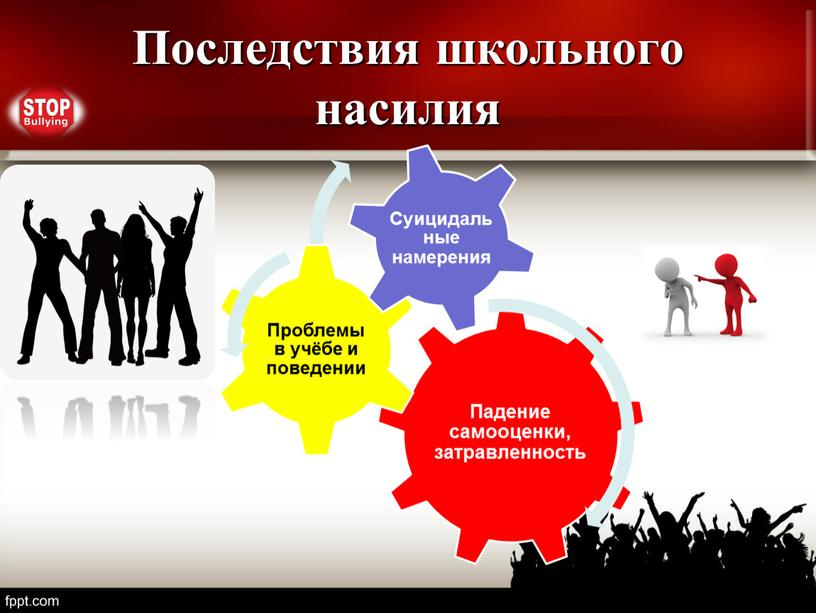 Последствия школьного
насилия
STOP
Bullying
Суицидаль
ные
намерения
Проблемы
в учёбе и
поведении
Падение
самооценки,
затравленность
fppt.com